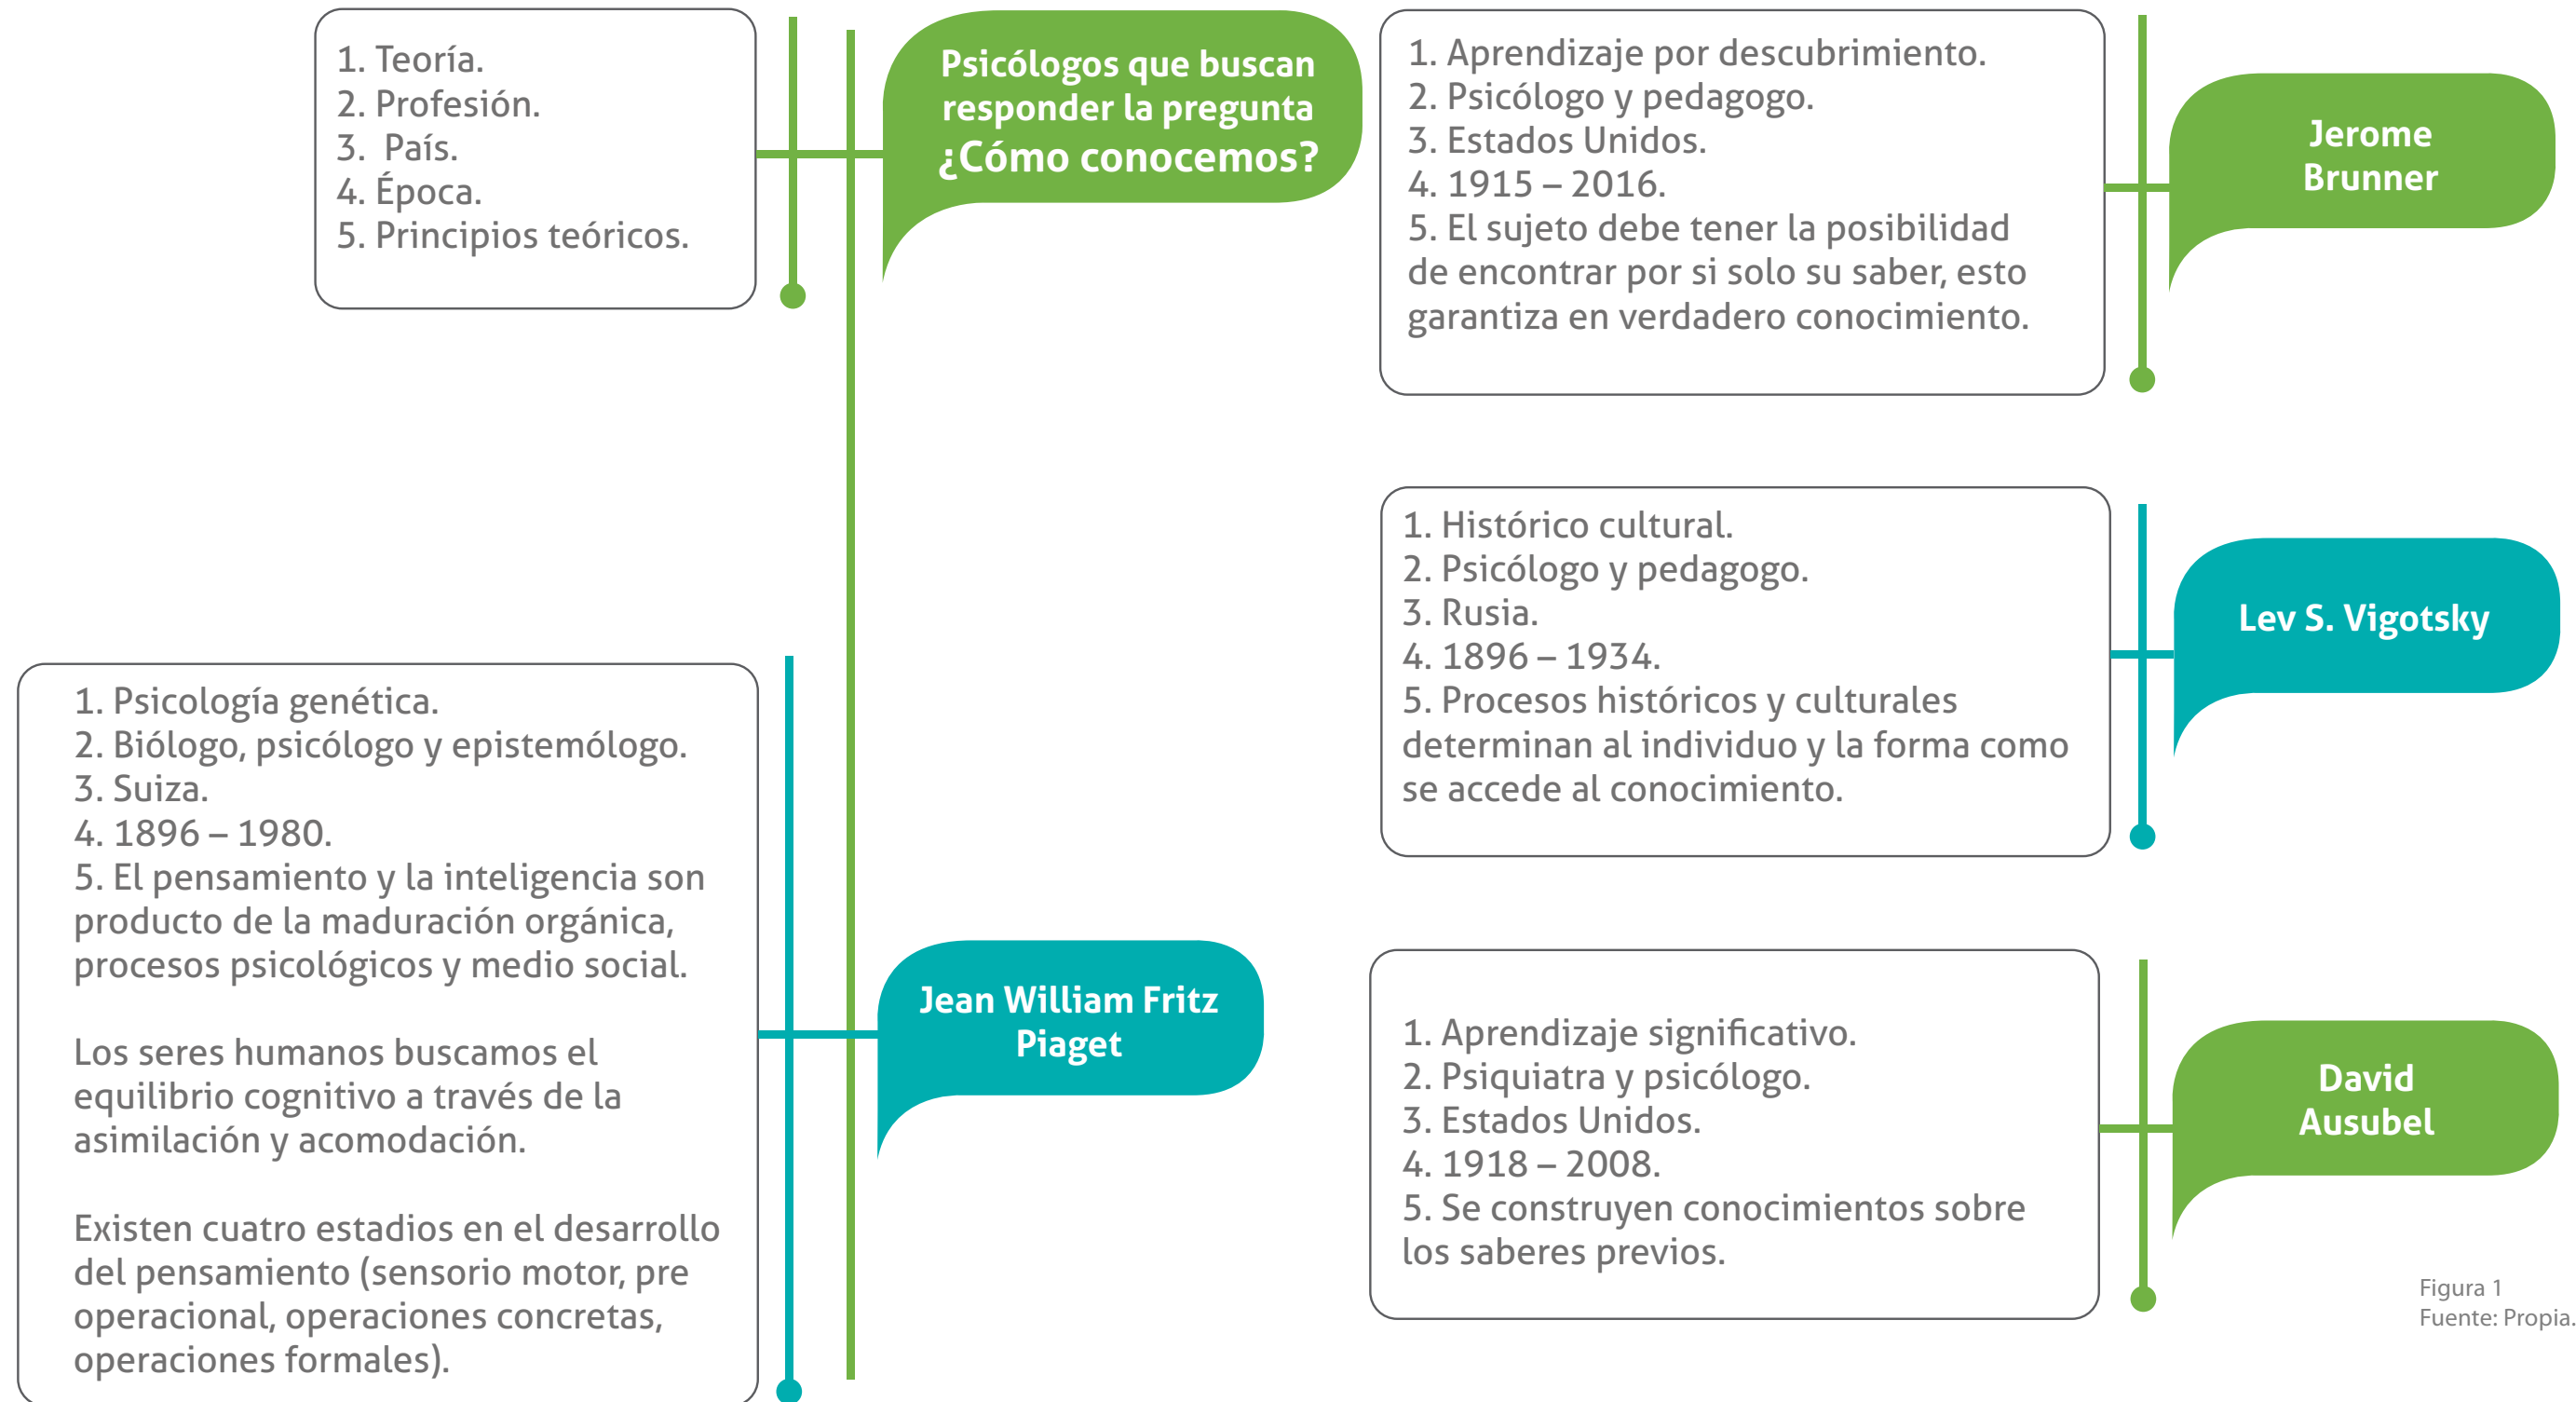 1. Teoría.
2. Profesión.
3.  País.
4. Época.
5. Principios teóricos.
Psicólogos que buscan
responder la pregunta
¿Cómo conocemos?
1. Psicología genética.
2. Biólogo, psicólogo y epistemólogo.
3. Suiza.
4. 1896 – 1980.
5. El pensamiento y la inteligencia son
producto de la maduración orgánica,
procesos psicológicos y medio social.
Los seres humanos buscamos el
equilibrio cognitivo a través de la
asimilación y acomodación.
Existen cuatro estadios en el desarrollo
del pensamiento (sensorio motor, pre
operacional, operaciones concretas,
operaciones formales).
Jean William Fritz
Piaget
1. Aprendizaje por descubrimiento.
2. Psicólogo y pedagogo.
3. Estados Unidos.
4. 1915 – 2016.
5. El sujeto debe tener la posibilidad
de encontrar por si solo su saber, esto
garantiza en verdadero conocimiento.
Jerome
Brunner
1. Histórico cultural.
2. Psicólogo y pedagogo.
3. Rusia.
4. 1896 – 1934.
5. Procesos históricos y culturales
determinan al individuo y la forma como
se accede al conocimiento.
Lev S. Vigotsky
1. Aprendizaje significativo.
2. Psiquiatra y psicólogo.
3. Estados Unidos.
4. 1918 – 2008.
5. Se construyen conocimientos sobre
los saberes previos.
David
Ausubel
Figura 1
Fuente: Propia.